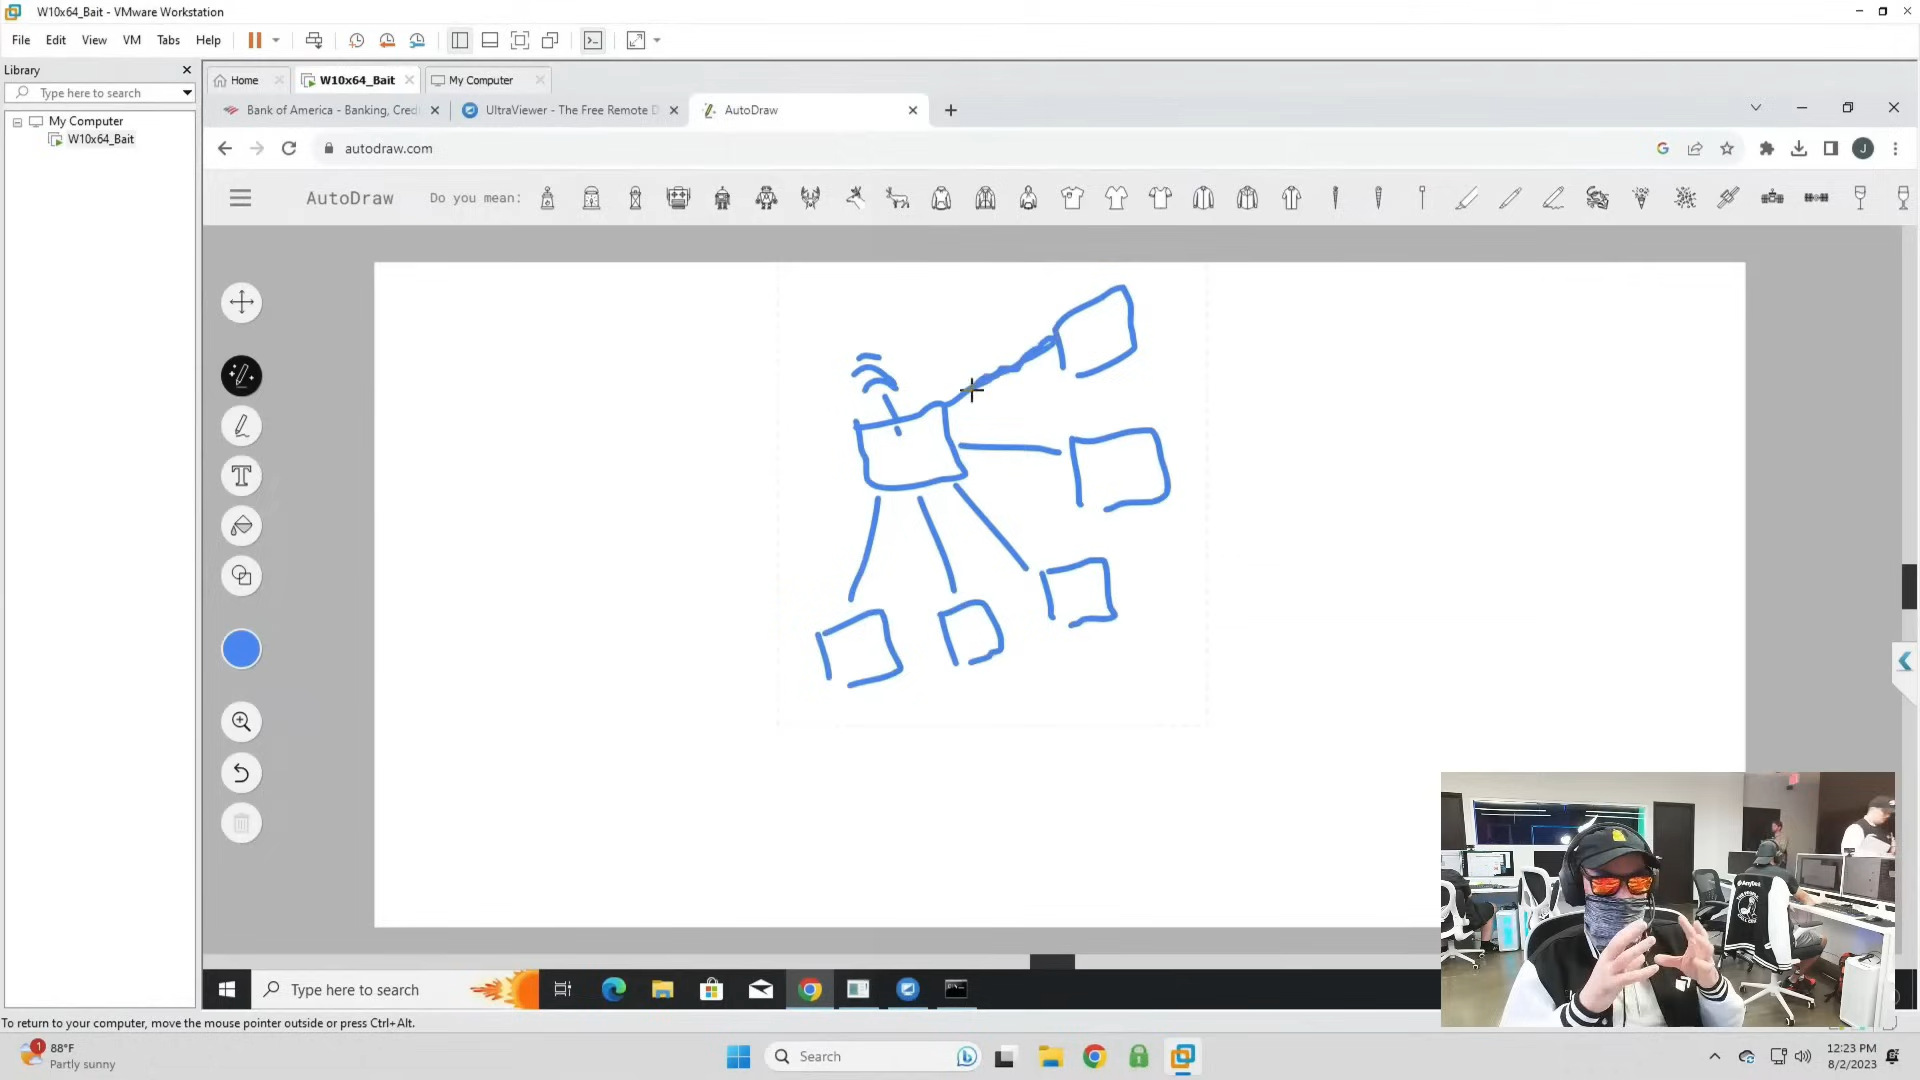 W10x64_Bait - VMware Workstation
File Edit View VM Tabs Help
Library
Type here to search
My Computer
W10x64_Bait
Home
W10x64_Bait
My Computer
Bank of America - Banking, Cred
UltraViewer - The Free Remote D
AutoDraw
autodraw.com
J
AutoDraw
Do you mean:
T
Type here to search
To return to your computer, move the mouse pointer outside or press Ctrl+Alt.
1
88°F
Partly sunny
Search
12:23 PM
8/2/2023